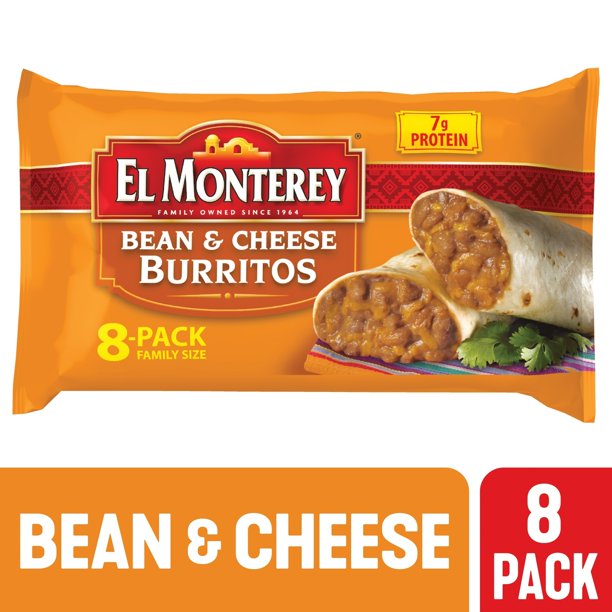 7g
PROTEIN
EL MONTEREY
FAMILY OWNED SINCE 1964
BEAN & CHEESE
BURRITOS
8-PACK
FAMILY SIZE
BEAN & CHEESE
8
PACK